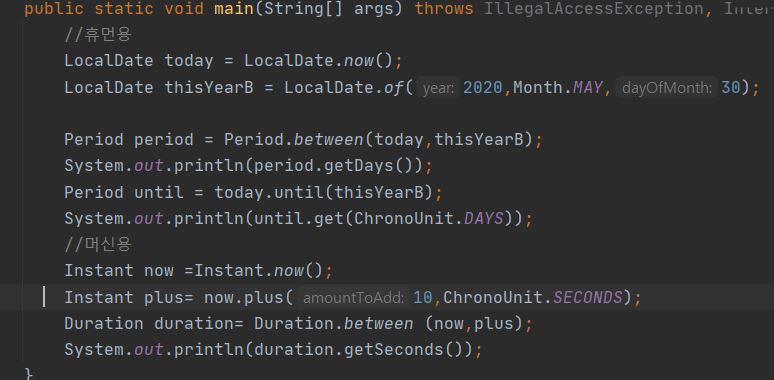 public static void main(String[] args) throws IllegalAccessException, Inter
//휴먼용
LocalDate today = LocalDate.now();
LocalDate thisYearB = LocalDate.of( year: 2020,Month.MAY, dayOfMonth: 30);
Period period = Period.between(today,thisYearB);
System.out.println(period.getDays());
Period until = today.until(thisYearB);
System.out.println(until.get(ChronoUnit.DAYS));
//머신용
Instant now =Instant.now();
Instant plus= now.plus( amountToAdd: 10,ChronoUnit.SECONDS);
Duration duration= Duration.between (now,plus);
System.out.println(duration.getSeconds());
}